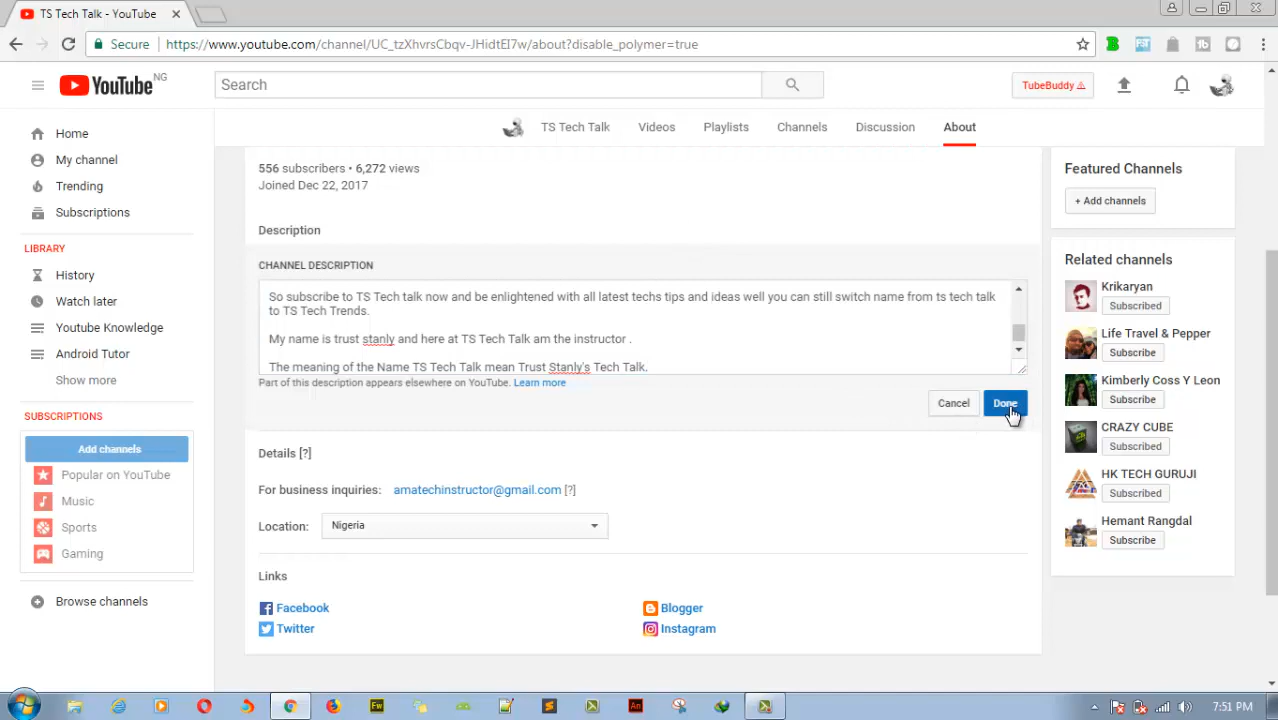 TS Tech Talk - YouTube
Secure https://www.youtube.com/channel/UC_tzXhvrsCbqv-JHidtEI7w/about?disable_polymer=true
YouTube NG
Search
TubeBuddy
TS Tech Talk Videos Playlists Channels Discussion About
Home
My channel
Trending
Subscriptions
LIBRARY
History
Watch later
Youtube Knowledge
Android Tutor
Show more
SUBSCRIPTIONS
Add channels
Popular on YouTube
Music
Sports
Gaming
Browse channels
556 subscribers • 6,272 views
Joined Dec 22, 2017
Description
CHANNEL DESCRIPTION
So subscribe to TS Tech talk now and be enlightened with all latest techs tips and ideas well you can still switch name from ts tech talk
to TS Tech Trends.
My name is trust stanly and here at TS Tech Talk am the instructor .
The meaning of the Name TS Tech Talk mean Trust Stanly's Tech Talk.
Part of this description appears elsewhere on YouTube. Learn more
Cancel Done
Details [?]
For business inquiries: amatechinstructor@gmail.com [?]
Location: Nigeria
Links
Facebook Blogger
Twitter Instagram
Featured Channels
+ Add channels
Related channels
Krikaryan
Subscribed
Life Travel & Pepper
Subscribe
Kimberly Coss Y Leon
Subscribe
CRAZY CUBE
Subscribed
HK TECH GURUJI
Subscribed
Hemant Rangdal
Subscribe
Fw
An
7:51 PM